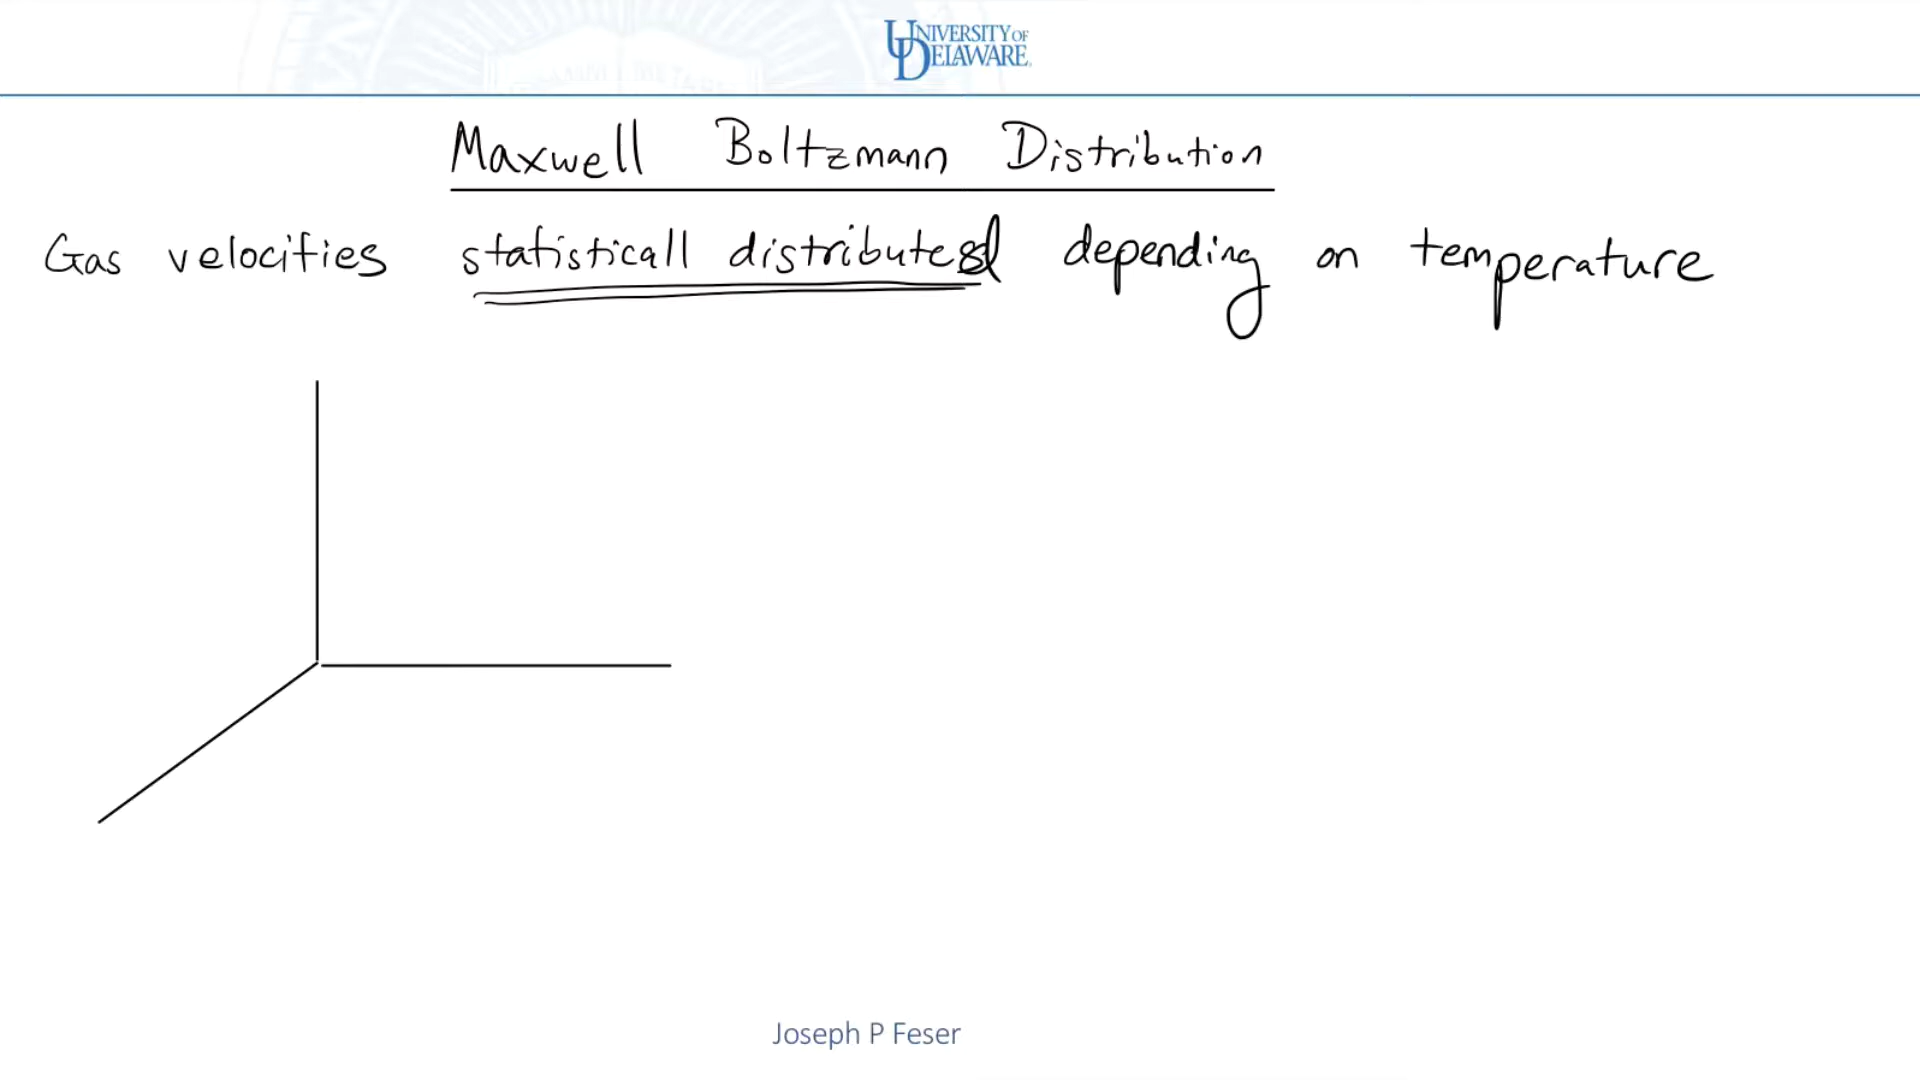 UNIVERSITY OF
DELAWARE.
Maxwell Boltzmann Distribution
Gas velocities statisticall distributed depending on temperature
Joseph P Feser